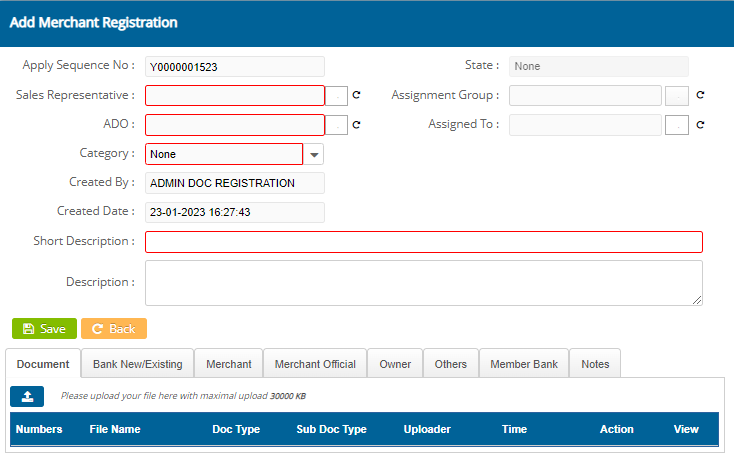 Add Merchant Registration
Apply Sequence No : Y0000001523 State : None
Sales Representative : Assignment Group :
ADO : Assigned To :
Category : None
Created By : ADMIN DOC REGISTRATION
Created Date : 23-01-2023 16:27:43
Short Description :
Description :
Save Back
Document Bank New/Existing Merchant Merchant Official Owner Others Member Bank Notes
Please upload your file here with maximal upload 30000 KB
Numbers File Name Doc Type Sub Doc Type Uploader Time Action View